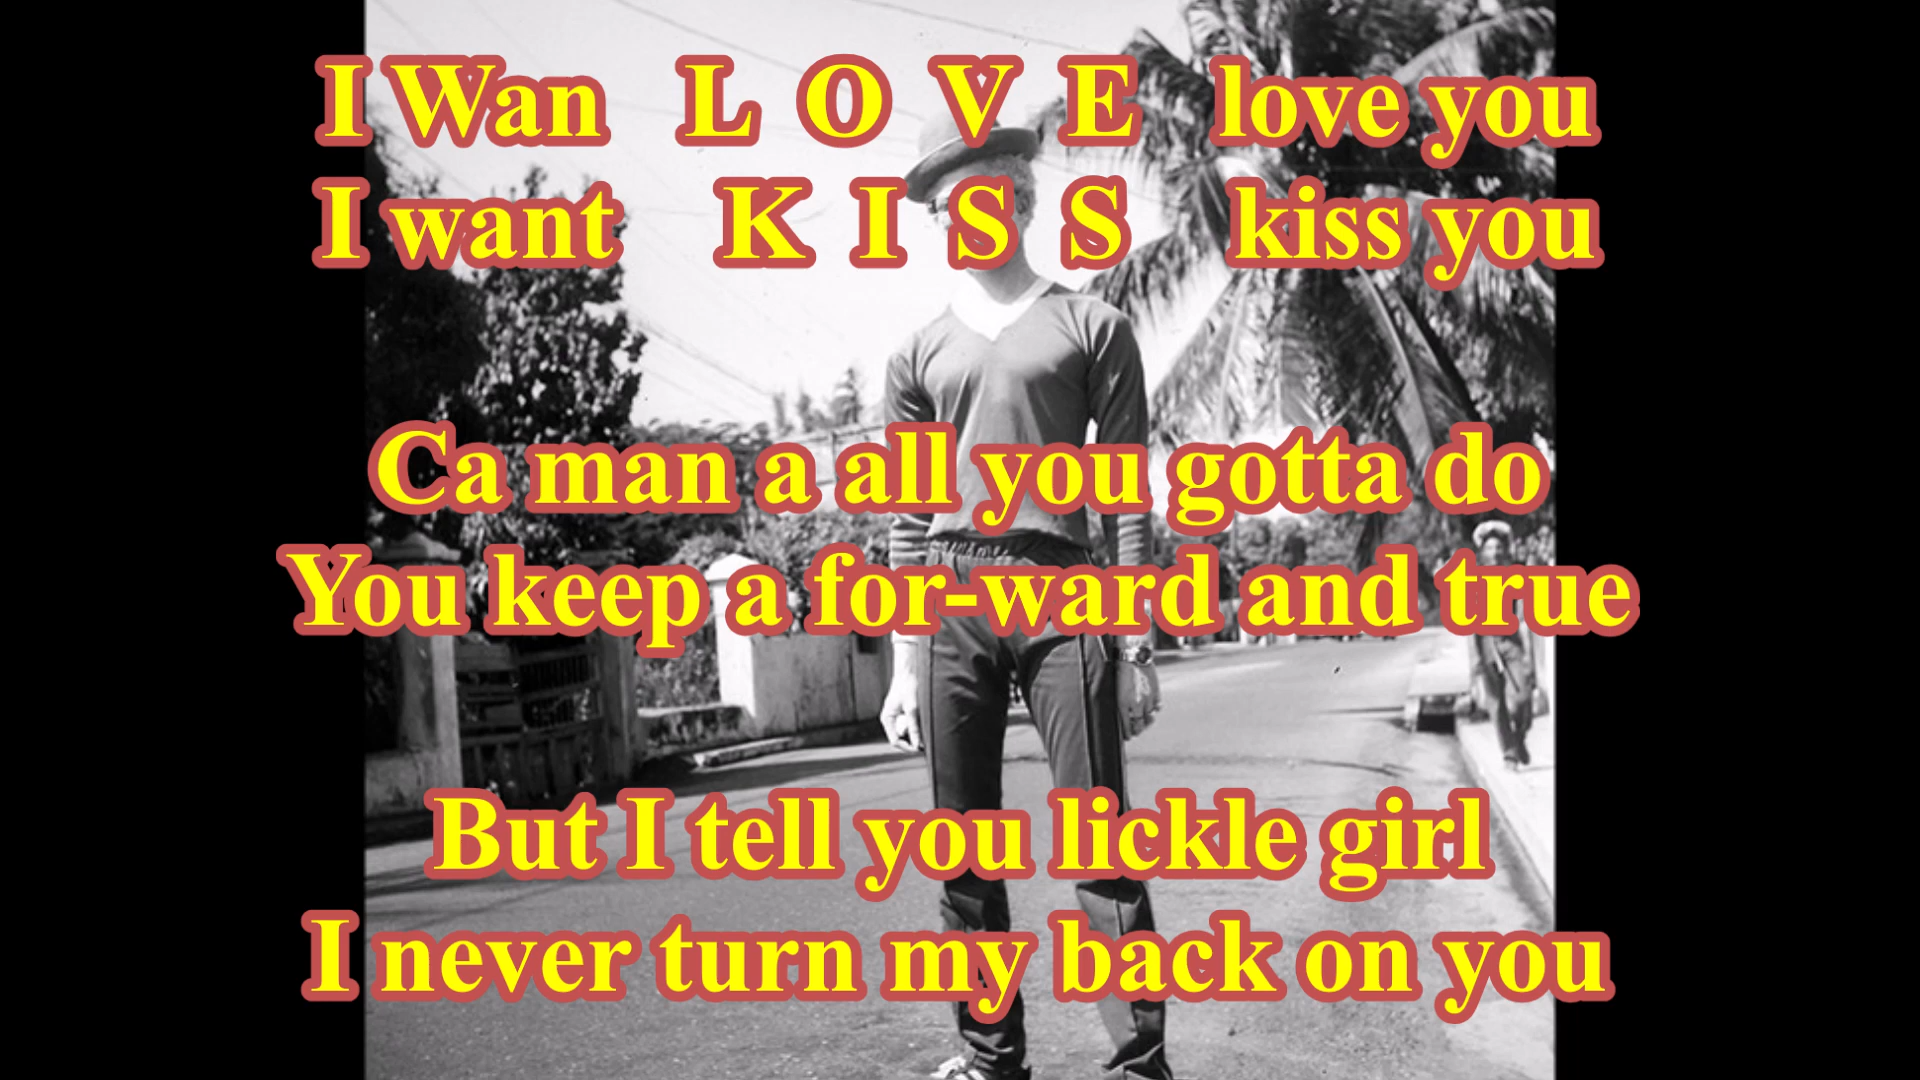 I Wan L O V E love you
I want K I S S kiss you
Ca man a all you gotta do
You keep a for-ward and true
But I tell you lickle girl
I never turn my back on you